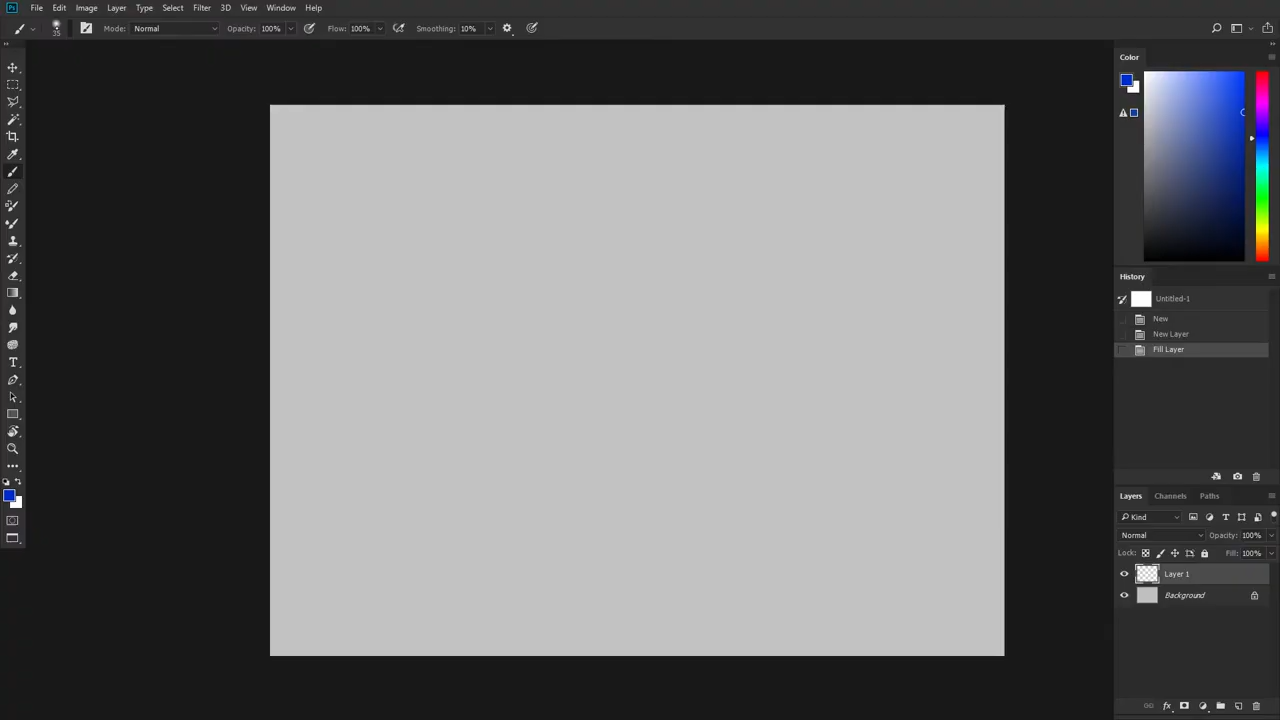 Ps File Edit Image Layer Type Select Filter 3D View Window Help
35 Mode: Normal Opacity: 100% Flow: 100% Smoothing: 10%
Color
History
Untitled-1
New
New Layer
Fill Layer
Layers Channels Paths
Kind
Normal Opacity: 100%
Lock: Fill: 100%
Layer 1
Background